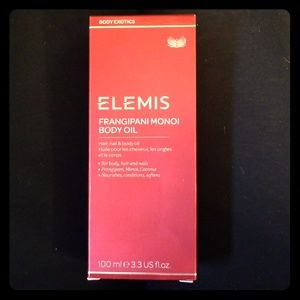 BODY EXOTICS
ELEMIS
FRANGIPANI MONOI
BODY OIL
Hair, nail & body oil
Huile pour les cheveux, les ongles
et le corps
• For body, hair and nails
• Frangipani, Monoi, Coconut
• Nourishes, conditions, softens
100 ml e 3.3 US fl.oz.